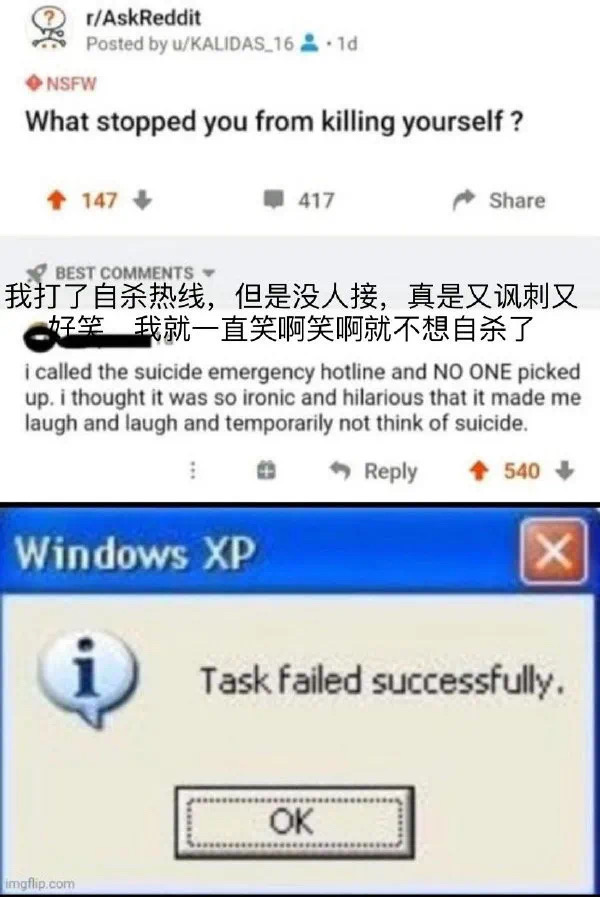 r/AskReddit
Posted by u/KALIDAS_16 · 1d
NSFW
What stopped you from killing yourself ?
147
417
Share
BEST COMMENTS
我打了自杀热线，但是没人接，真是又讽刺又
好笑，我就一直笑啊笑啊就不想自杀了
i called the suicide emergency hotline and NO ONE picked
up. i thought it was so ironic and hilarious that it made me
laugh and laugh and temporarily not think of suicide.
Reply
540
Windows XP
Task failed successfully.
OK
imgflip.com